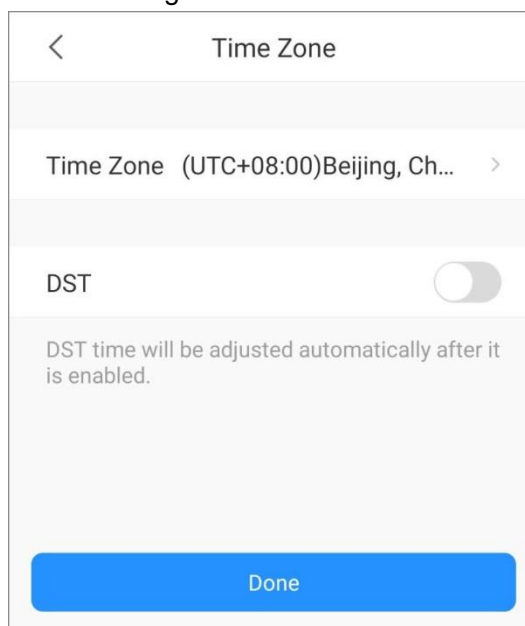 Time Zone
Time Zone (UTC+08:00)Beijing, Ch...
DST
DST time will be adjusted automatically after it
is enabled.
Done